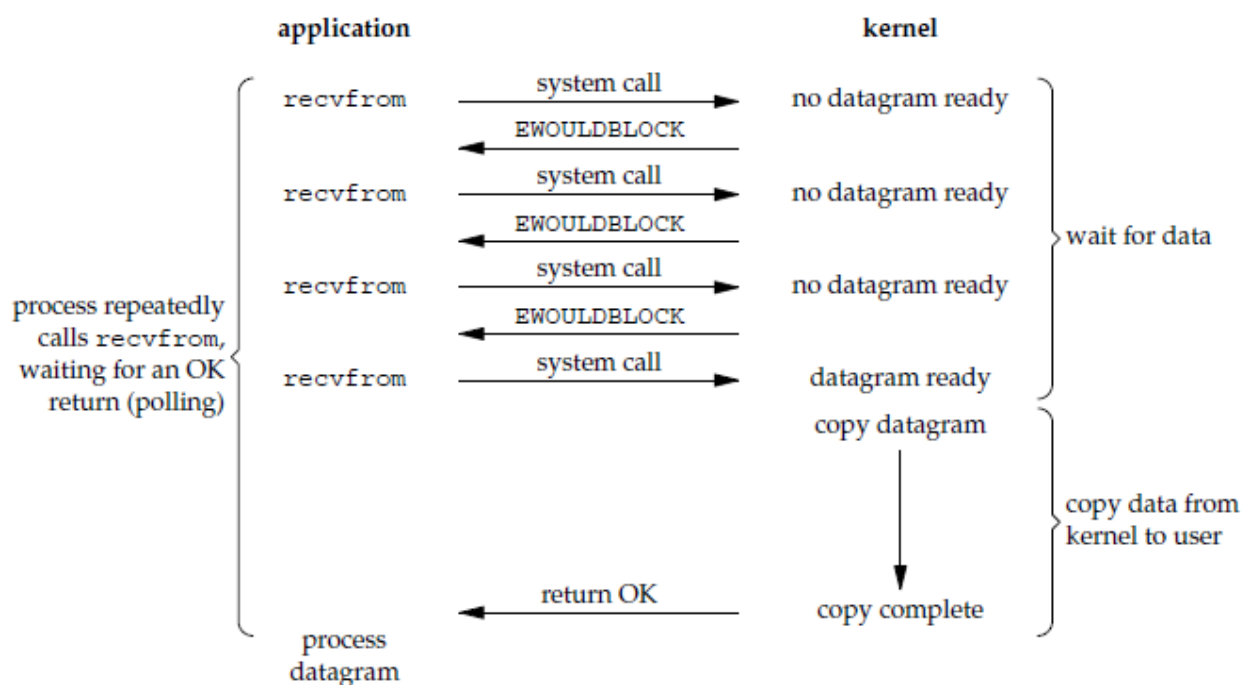 application kernel
recvfrom system call no datagram ready
EWOULDBLOCK
recvfrom system call no datagram ready
EWOULDBLOCK
wait for data
recvfrom system call no datagram ready
EWOULDBLOCK
process repeatedly
calls recvfrom,
waiting for an OK
return (polling)
recvfrom system call datagram ready
copy datagram
copy data from
kernel to user
return OK copy complete
process
datagram